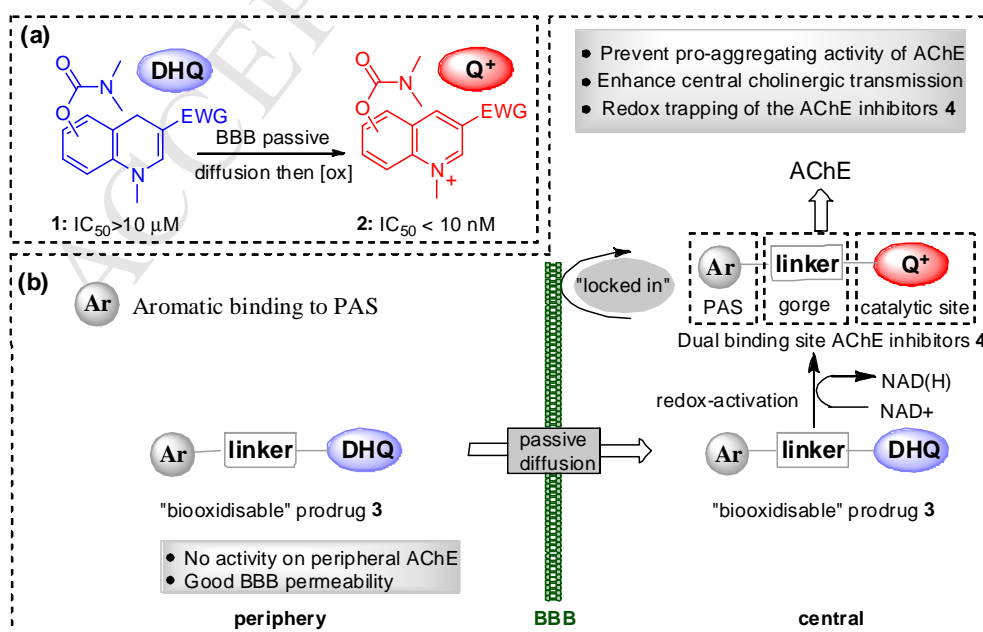 ACCEP
(a)
O
N
O
DHQ
EWG
N
1: IC50>10 μM
BBB passive
diffusion then [ox]
O
N
O
Q+
EWG
N
+
2: IC50 < 10 nM
● Prevent pro-aggregating activity of AChE
● Enhance central cholinergic transmission
● Redox trapping of the AChE inhibitors 4
AChE
(b)
Ar Aromatic binding to PAS
"locked in"
Ar linker Q+
PAS gorge catalytic site
Dual binding site AChE inhibitors 4
redox-activation
NAD(H)
NAD+
Ar linker DHQ
passive
diffusion
Ar linker DHQ
"biooxidisable" prodrug 3
"biooxidisable" prodrug 3
● No activity on peripheral AChE
● Good BBB permeability
periphery
BBB
central